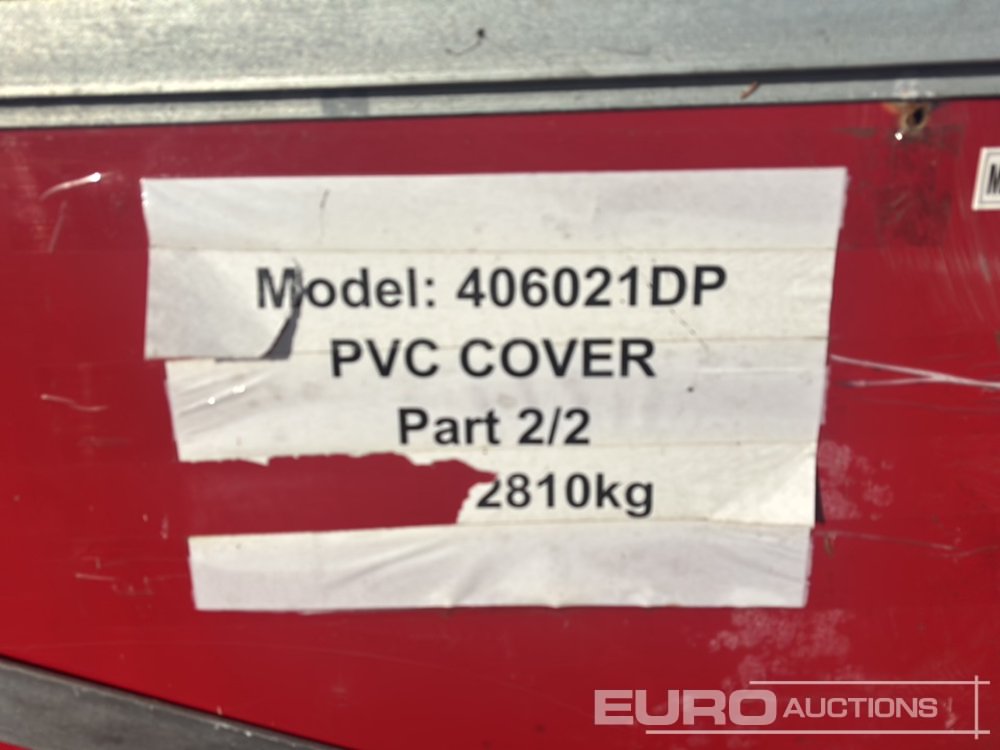 M
Model: 406021DP
PVC COVER
Part 2/2
2810kg
EURO AUCTIONS